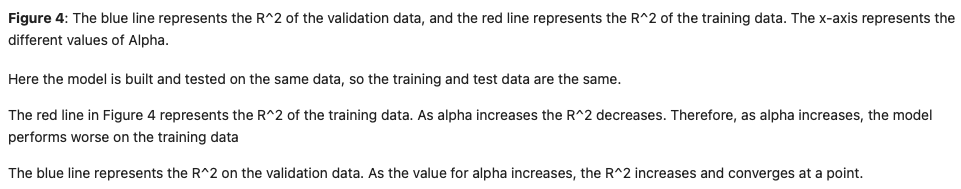 Figure 4: The blue line represents the R^2 of the validation data, and the red line represents the R^2 of the training data. The x-axis represents the
different values of Alpha.
Here the model is built and tested on the same data, so the training and test data are the same.
The red line in Figure 4 represents the R^2 of the training data. As alpha increases the R^2 decreases. Therefore, as alpha increases, the model
performs worse on the training data
The blue line represents the R^2 on the validation data. As the value for alpha increases, the R^2 increases and converges at a point.